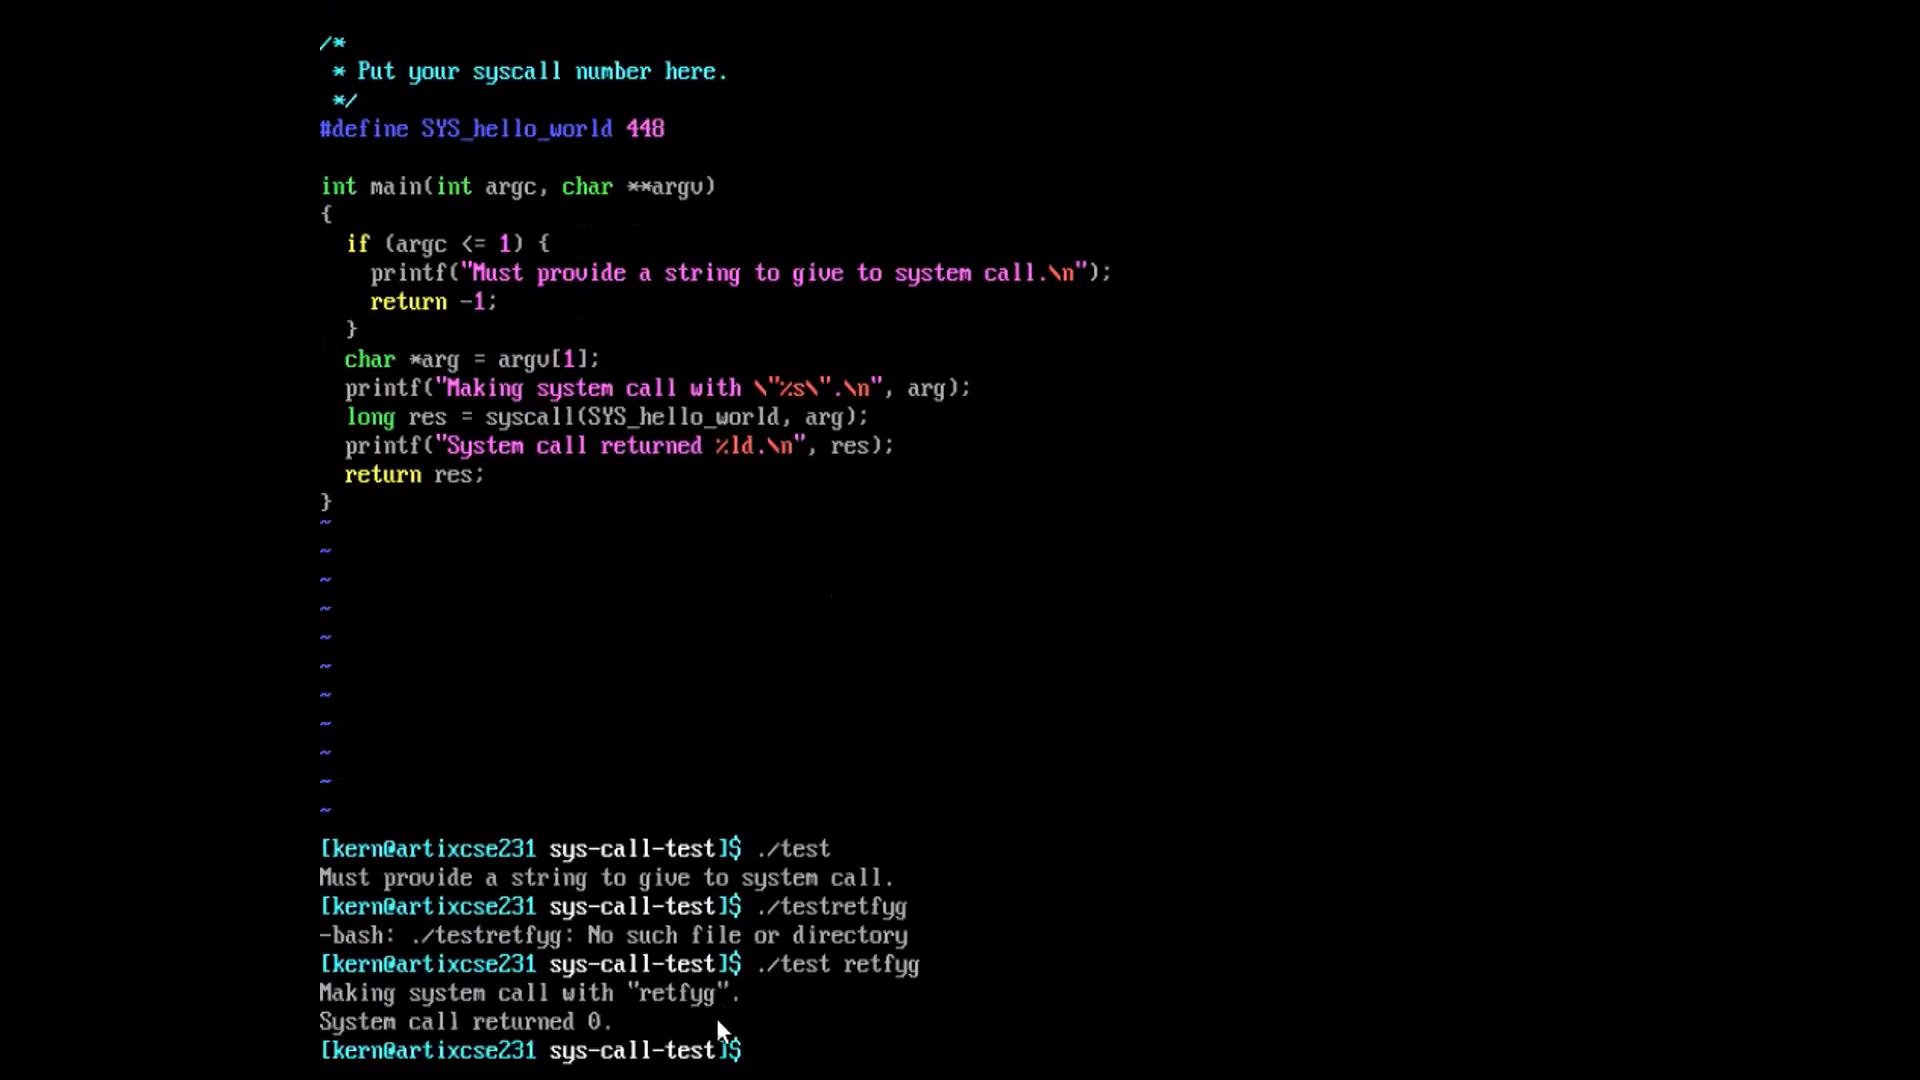 /*
 * Put your syscall number here.
 */
#define SYS_hello_world 448

int main(int argc, char **argv)
{
  if (argc <= 1) {
    printf("Must provide a string to give to system call.\n");
    return -1;
  }
  char *arg = argv[1];
  printf("Making system call with \"%s\".\n", arg);
  long res = syscall(SYS_hello_world, arg);
  printf("System call returned %ld.\n", res);
  return res;
}
~
~
~
~
~
~
~
~
~
~
~
[kern@artixcse231 sys-call-test]$ ./test
Must provide a string to give to system call.
[kern@artixcse231 sys-call-test]$ ./testretfyg
-bash: ./testretfyg: No such file or directory
[kern@artixcse231 sys-call-test]$ ./test retfyg
Making system call with "retfyg".
System call returned 0.
[kern@artixcse231 sys-call-test]$